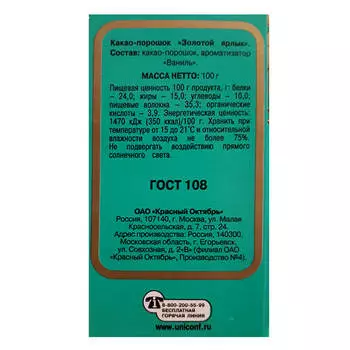 Какао-порошок «Золотой ярлык».
Состав: какао-порошок, ароматизатор
«Ваниль».
МАССА НЕТТО: 100 г
Пищевая ценность 100 г продукта, г: белки
– 24,0; жиры – 15,0; углеводы – 10,0;
пищевые волокна – 35,3; органические
кислоты – 3,9. Энергетическая ценность:
1470 кДж (350 ккал)/100 г. Хранить при
температуре от 15 до 21°С и относительной
влажности воздуха не более 75%.
Не подвергать воздействию прямого
солнечного света.
ГОСТ 108
ОАО «Красный Октябрь»
Россия, 107140, г. Москва, ул. Малая
Красносельская, д. 7, стр. 24.
Адрес производства: Россия, 140300,
Московская область, г. Егорьевск,
ул. Совхозная, д. 2«В» (филиал ОАО
«Красный Октябрь», Производство №4).
8-800-200-55-99
БЕСПЛАТНАЯ
ГОРЯЧАЯ ЛИНИЯ
www.uniconf.ru